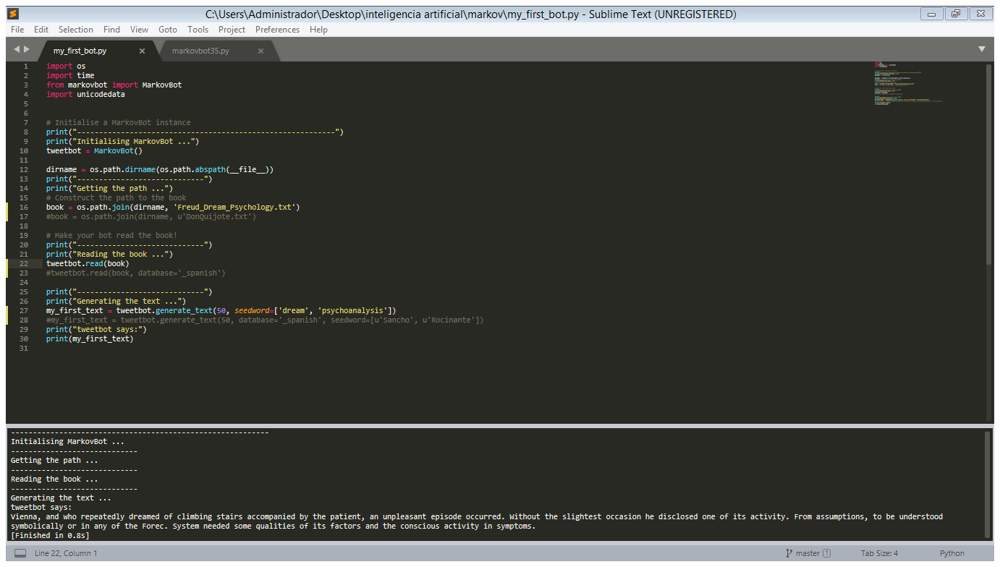 C:\Users\Administrador\Desktop\inteligencia artificial\markov\my_first_bot.py - Sublime Text (UNREGISTERED)
File Edit Selection Find View Goto Tools Project Preferences Help
my_first_bot.py × markovbot35.py ×
1 import os
2 import time
3 from markovbot import MarkovBot
4 import unicodedata
5
6
7 # Initialise a MarkovBot instance
8 print("-----------------------------------------------------------")
9 print("Initialising MarkovBot ...")
10 tweetbot = MarkovBot()
11
12 dirname = os.path.dirname(os.path.abspath(__file__))
13 print("-----------------------------")
14 print("Getting the path ...")
15 # Construct the path to the book
16 book = os.path.join(dirname, 'Freud_Dream_Psychology.txt')
17 #book = os.path.join(dirname, u'DonQuijote.txt')
18
19 # Make your bot read the book!
20 print("-----------------------------")
21 print("Reading the book ...")
22 tweetbot.read(book)
23 #tweetbot.read(book, database='_spanish')
24
25 print("-----------------------------")
26 print("Generating the text ...")
27 my_first_text = tweetbot.generate_text(50, seedword=['dream', 'psychoanalysis'])
28 #my_first_text = tweetbot.generate_text(50, database='_spanish', seedword=[u'Sancho', u'Rocinante'])
29 print("tweetbot says:")
30 print(my_first_text)
31
-----------------------------------------------------------
Initialising MarkovBot ...
-----------------------------
Getting the path ...
-----------------------------
Reading the book ...
-----------------------------
Generating the text ...
tweetbot says:
Vienna, and who repeatedly dreamed of climbing stairs accompanied by the patient, an unpleasant episode occurred. Without the slightest occasion he disclosed one of its activity. From assumptions, to be understood
symbolically or in any of the Forec. System needed some qualities of its factors and the conscious activity in symptoms.
[Finished in 0.8s]
Line 22, Column 1 master 1 Tab Size: 4 Python